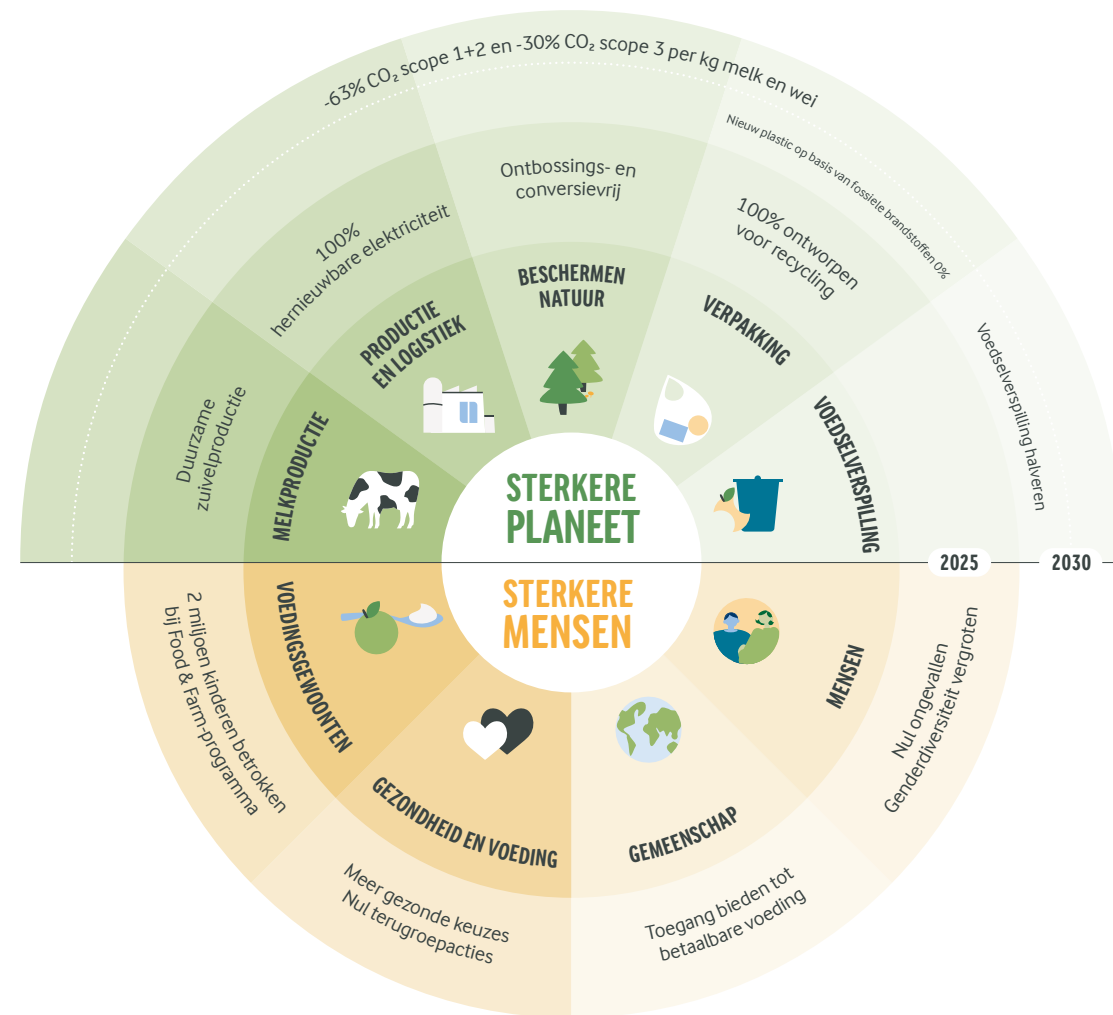 -63% CO₂ scope 1+2 en -30% CO₂ scope 3 per kg melk en wei
Nieuw plastic op basis van fossiele brandstoffen 0%
Ontbossings- en
conversievrij
100%
hernieuwbare elektriciteit
100% ontworpen
voor recycling
BESCHERMEN
NATUUR
PRODUCTIE
EN LOGISTIEK
VERPAKKING
Duurzame
zuivelproductie
MELKPRODUCTIE
VOEDSELVERSPILLING
Voedselverspilling halveren
STERKERE
PLANEET
2025
2030
STERKERE
MENSEN
VOEDINGSGEWOONTEN
2 miljoen kinderen betrokken
bij Food & Farm-programma
MENSEN
Nul ongevallen
Genderdiversiteit vergroten
GEZONDHEID EN VOEDING
GEMEENSCHAP
Meer gezonde keuzes
Nul terugroepacties
Toegang bieden tot
betaalbare voeding